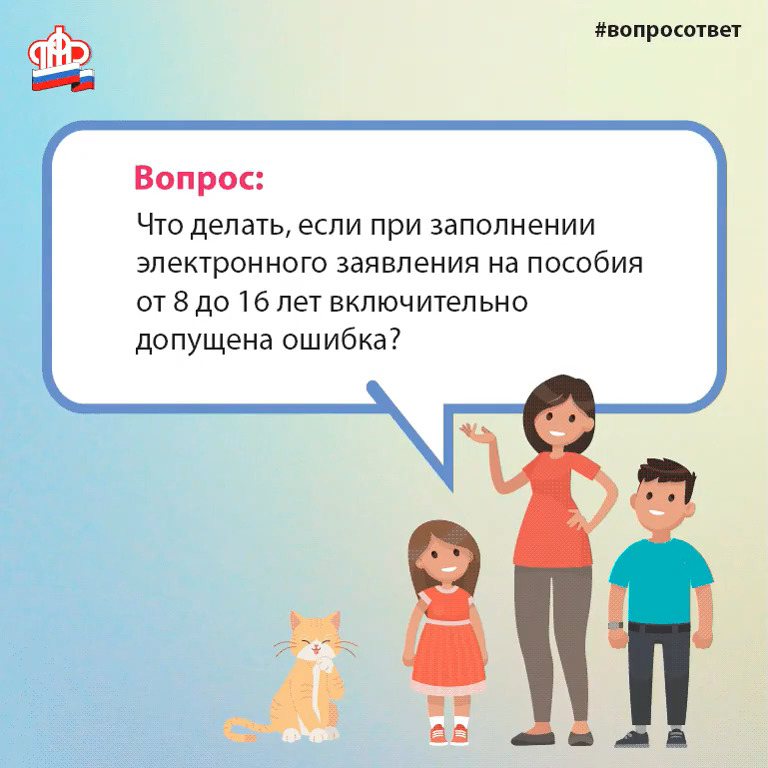 #вопросответ
Вопрос:
Что делать, если при заполнении
электронного заявления на пособия
от 8 до 16 лет включительно
допущена ошибка?